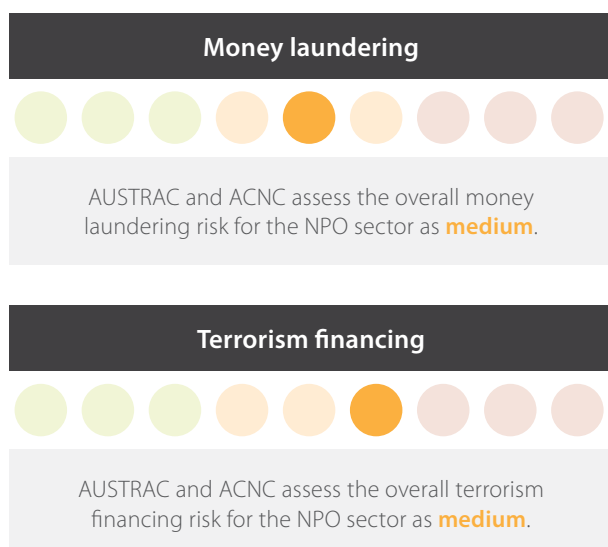 Money laundering
AUSTRAC and ACNC assess the overall money
laundering risk for the NPO sector as medium.
Terrorism financing
AUSTRAC and ACNC assess the overall terrorism
financing risk for the NPO sector as medium.